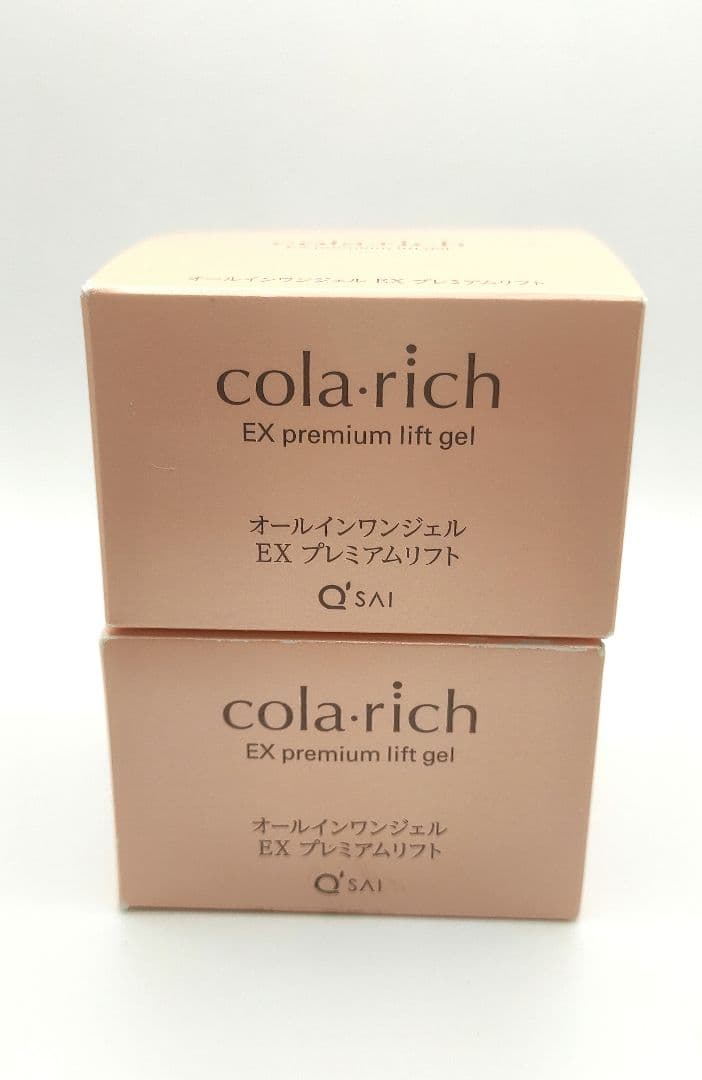 オールインワンジェル EX プレミアムリフト
cola·rich
EX premium lift gel
オールインワンジェル
EX プレミアムリフト
Q'SAI
cola·rich
EX premium lift gel
オールインワンジェル
EX プレミアムリフト
Q'SAI